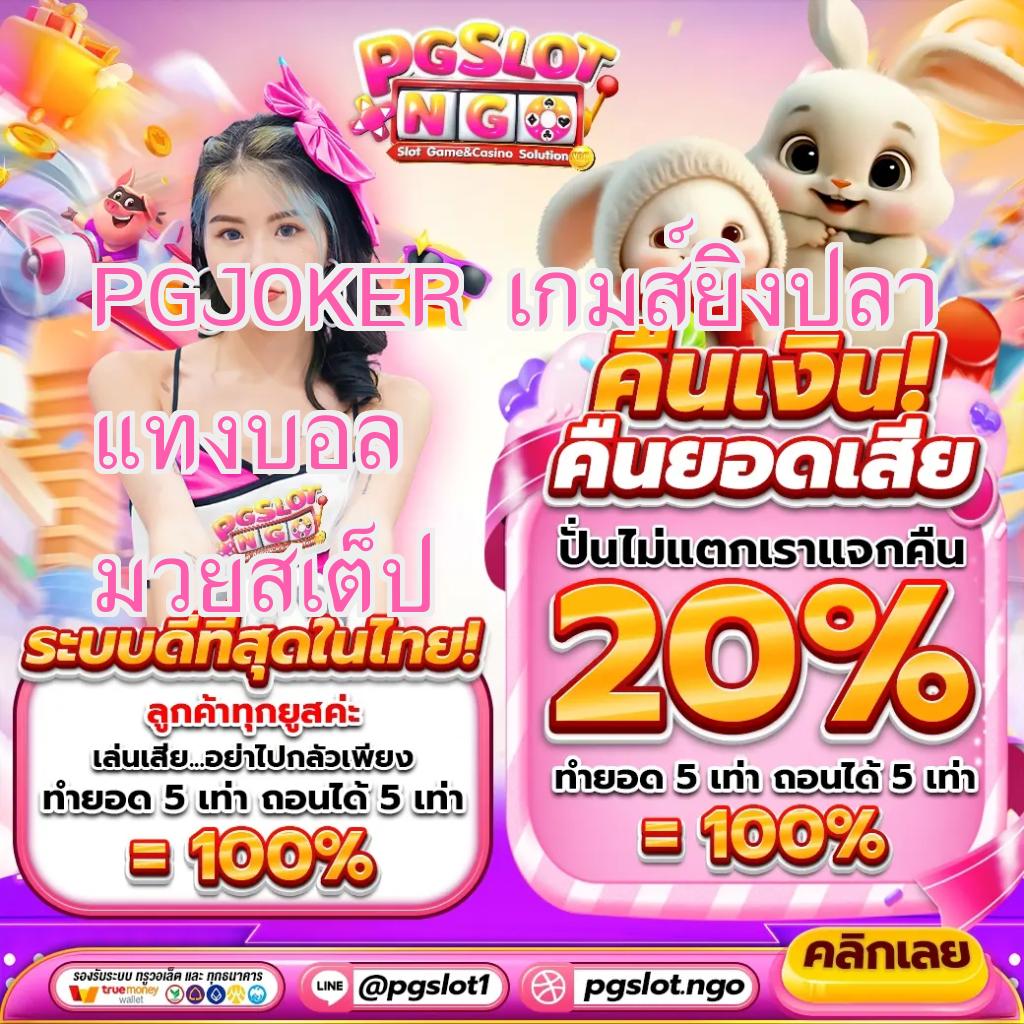 PGSLOT
NGO
Slot Game&Casino Solution
PGJOKER เกมส์ยิงปลา
แทงบอล
มวยสเต็ป
PGSLOT
NGO
คืนเงิน!
คืนยอดเสีย
ปั่นไม่แตกเราแจกคืน
20%
ทำยอด 5 เท่า ถอนได้ 5 เท่า
= 100%
ระบบดีที่สุดในไทย!
ลูกค้าทุกยูสค่ะ
เล่นเสีย...อย่าไปกลัวเพียง
ทำยอด 5 เท่า ถอนได้ 5 เท่า
= 100%
คลิกเลย
รองรับระบบ ทรูวอเล็ต และ ทุกธนาคาร
truemoney
wallet
LINE @pgslot1
pgslot.ngo